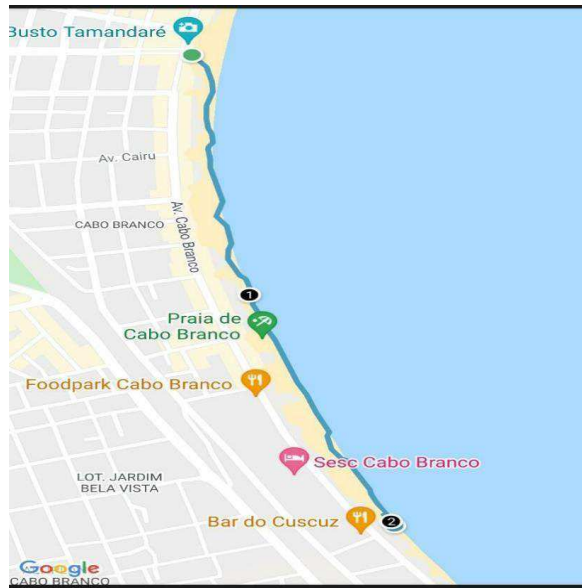 Busto Tamandaré
Av. Cairu
CABO BRANCO
Av. Cabo Branco
1
Praia de
Cabo Branco
Foodpark Cabo Branco
Sesc Cabo Branco
LOT. JARDIM
BELA VISTA
Bar do Cuscuz
2
Google
CABO BRANCO